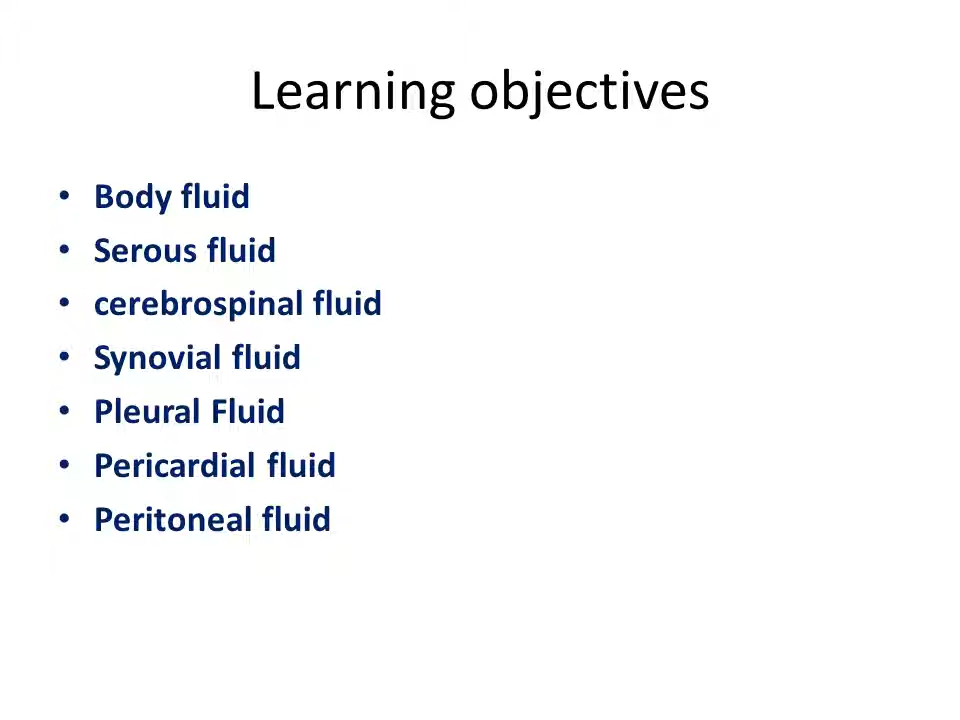 Learning objectives
• Body fluid
• Serous fluid
• cerebrospinal fluid
• Synovial fluid
• Pleural Fluid
• Pericardial fluid
• Peritoneal fluid